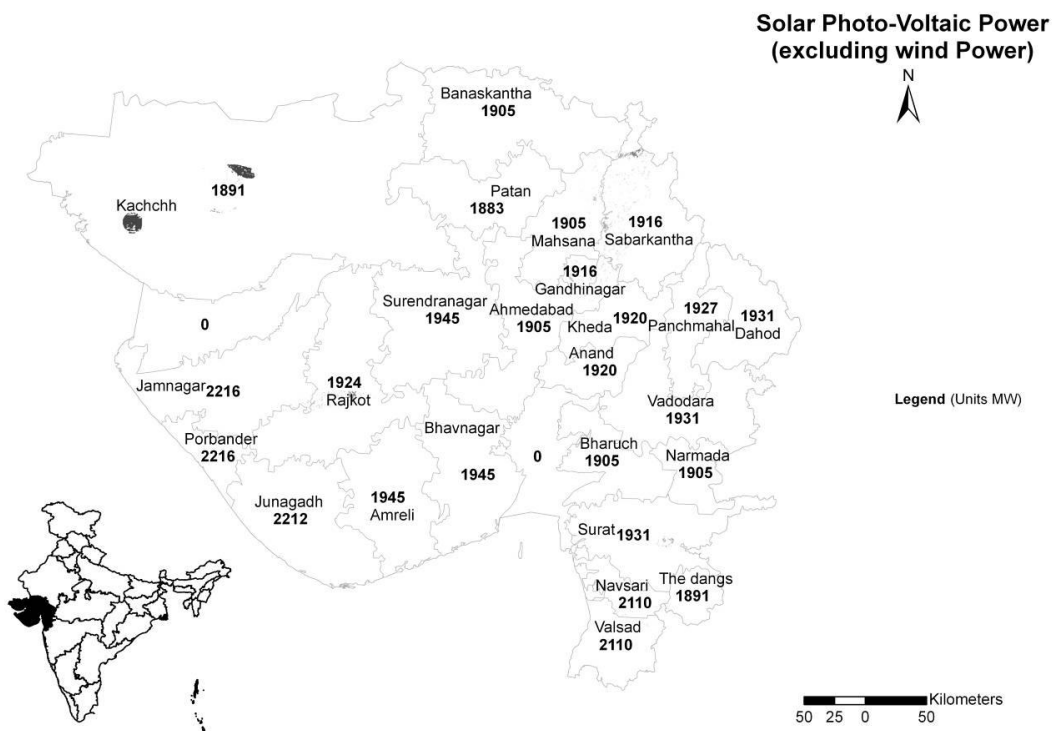 Solar Photo-Voltaic Power
(excluding wind Power)
N
Banaskantha
1905
1891
Kachchh
Patan
1883
1905
Mahsana
1916
Sabarkantha
1916
Gandhinagar
Surendranagar
1945
Ahmedabad
1905
Kheda
1920
1927
Panchmahal
1931
Dahod
0
Anand
1920
Jamnagar 2216
1924
Rajkot
Vadodara
1931
Legend (Units MW)
Porbander
2216
Bhavnagar
1945
0
Bharuch
1905
Narmada
1905
Junagadh
2212
1945
Amreli
Surat 1931
Navsari
2110
The dangs
1891
Valsad
2110
Kilometers
50 25 0 50